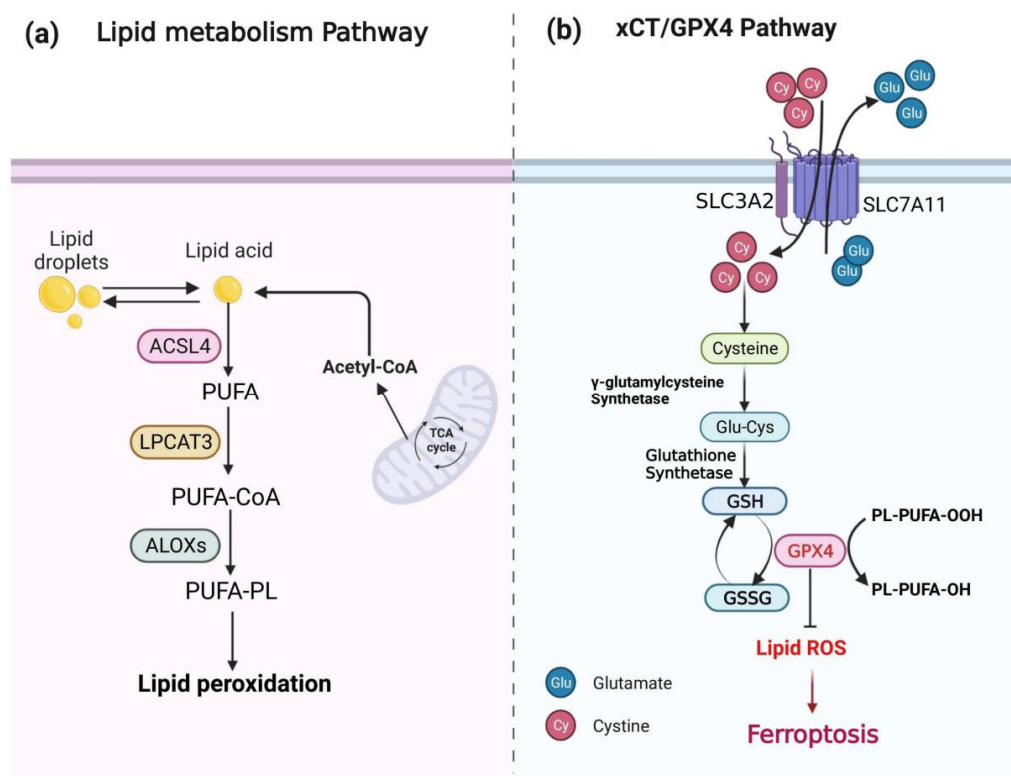 (a) Lipid metabolism Pathway
Lipid
droplets
Lipid acid
ACSL4
PUFA
LPCAT3
PUFA-CoA
ALOXs
PUFA-PL
Lipid peroxidation
Acetyl-CoA
TCA
cycle
(b) xCT/GPX4 Pathway
Cy
Cy
Cy
Glu
Glu
Glu
SLC3A2
SLC7A11
Cy
Cy
Cy
Glu
Glu
Cysteine
γ-glutamylcysteine
Synthetase
Glu-Cys
Glutathione
Synthetase
GSH
GPX4
GSSG
PL-PUFA-OOH
PL-PUFA-OH
Lipid ROS
Ferroptosis
Glu Glutamate
Cy Cystine